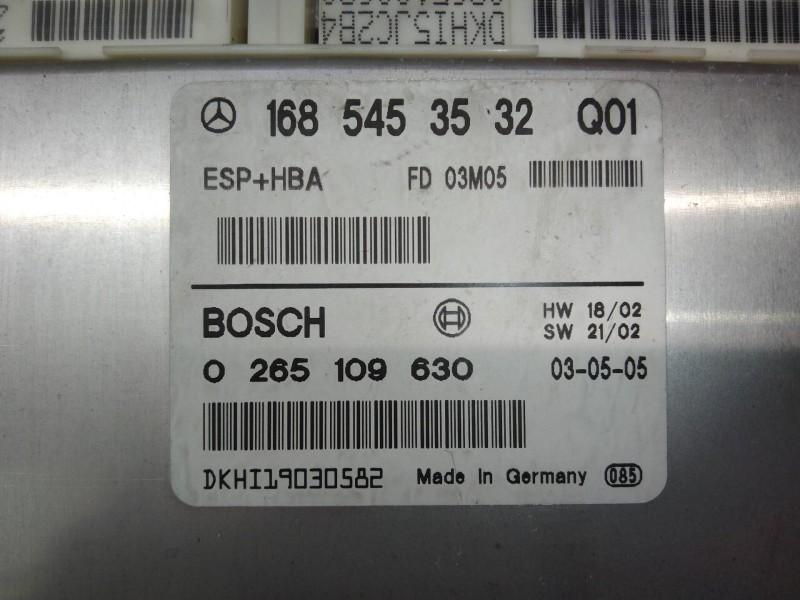 DKHI5JC2B4
168 545 35 32 Q01
ESP+HBA FD 03M05
BOSCH HW 18/02
SW 21/02
0 265 109 630 03-05-05
DKHI19030582 Made In Germany 085